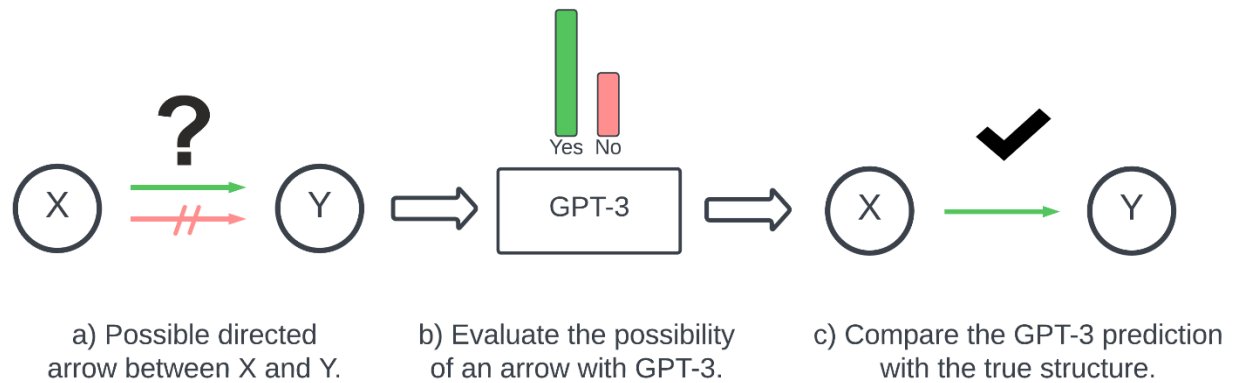 ?
Yes No
X
Y
GPT-3
X
Y
a) Possible directed
arrow between X and Y.
b) Evaluate the possibility
of an arrow with GPT-3.
c) Compare the GPT-3 prediction
with the true structure.